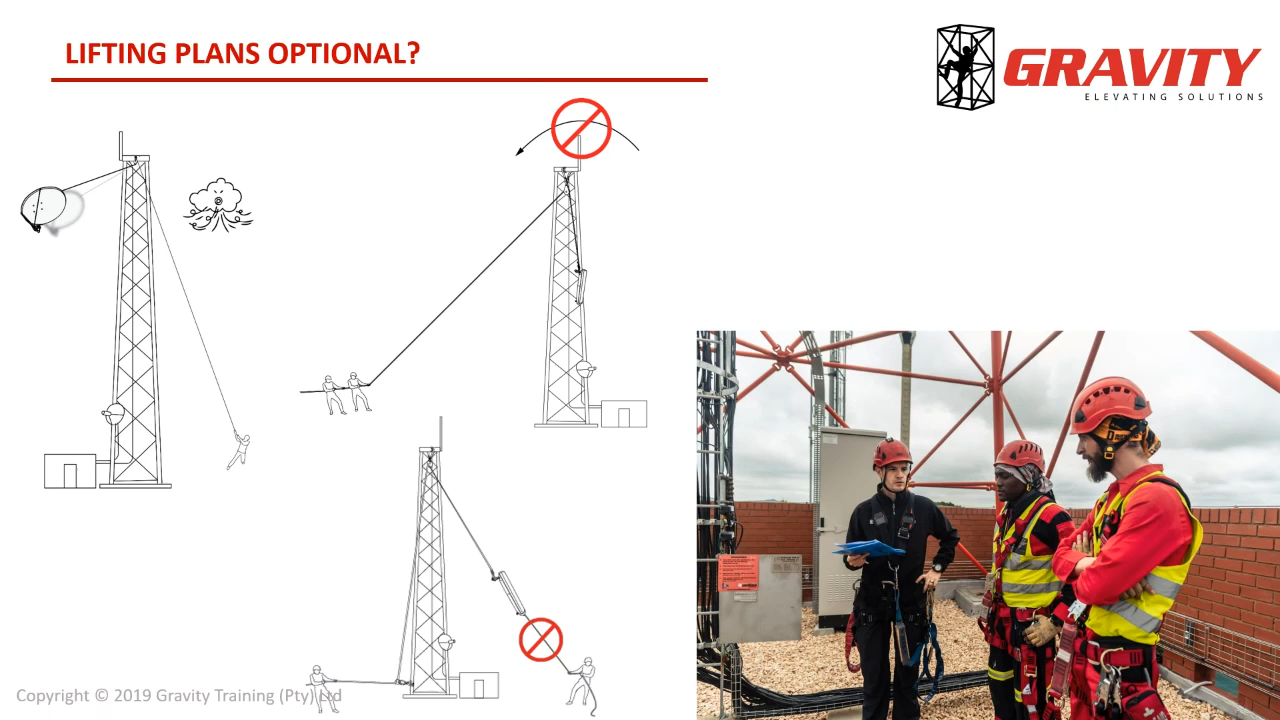 LIFTING PLANS OPTIONAL?
GRAVITY
ELEVATING SOLUTIONS
Copyright © 2019 Gravity Training (Pty) Ltd